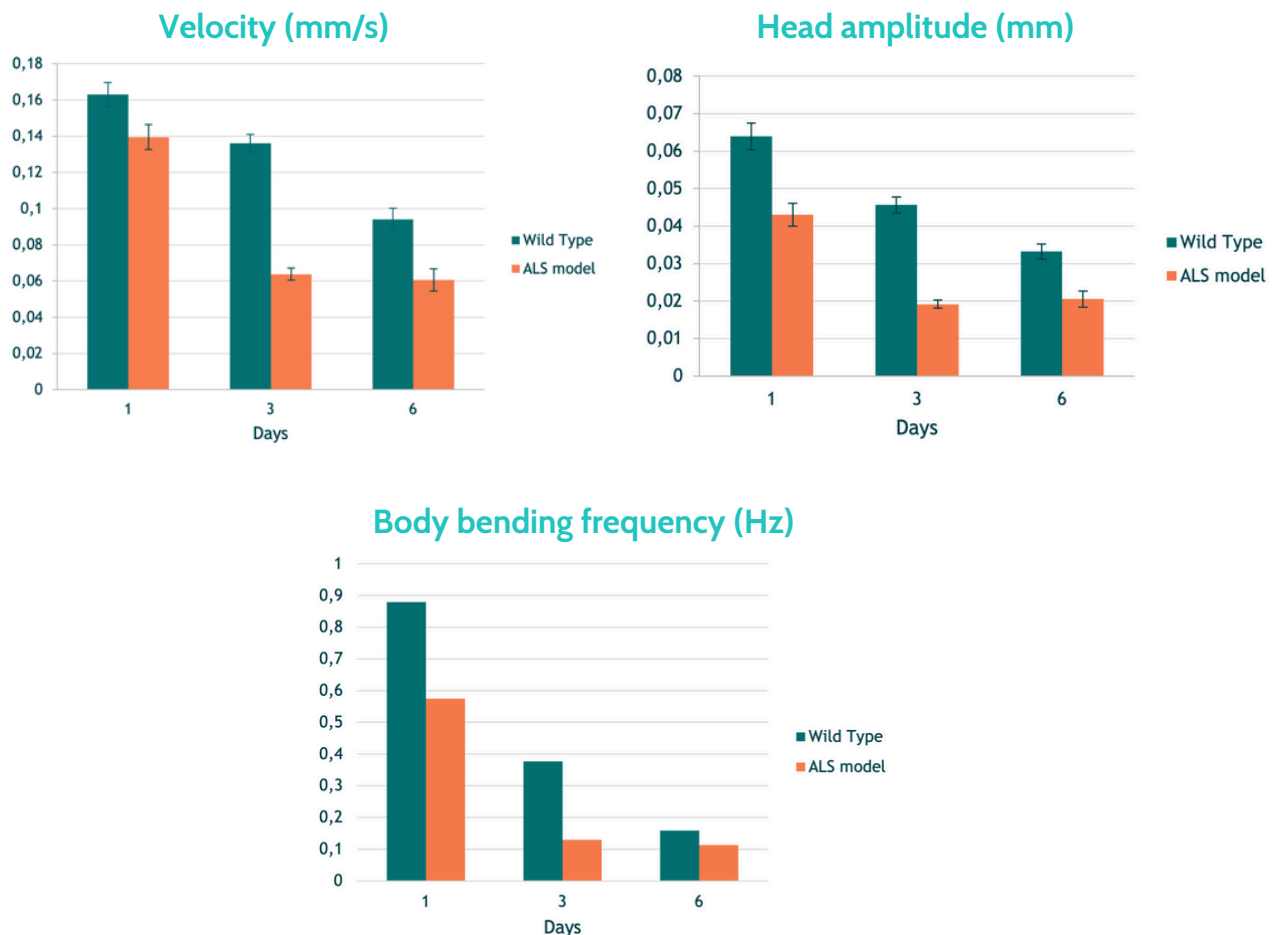 Velocity (mm/s)
0,18
0,16
0,14
0,12
0,1
0,08
0,06
0,04
0,02
0
1 3 6
Days
Wild Type
ALS model
Head amplitude (mm)
0,08
0,07
0,06
0,05
0,04
0,03
0,02
0,01
0
1 3 6
Days
Wild Type
ALS model
Body bending frequency (Hz)
1
0,9
0,8
0,7
0,6
0,5
0,4
0,3
0,2
0,1
0
1 3 6
Days
Wild Type
ALS model